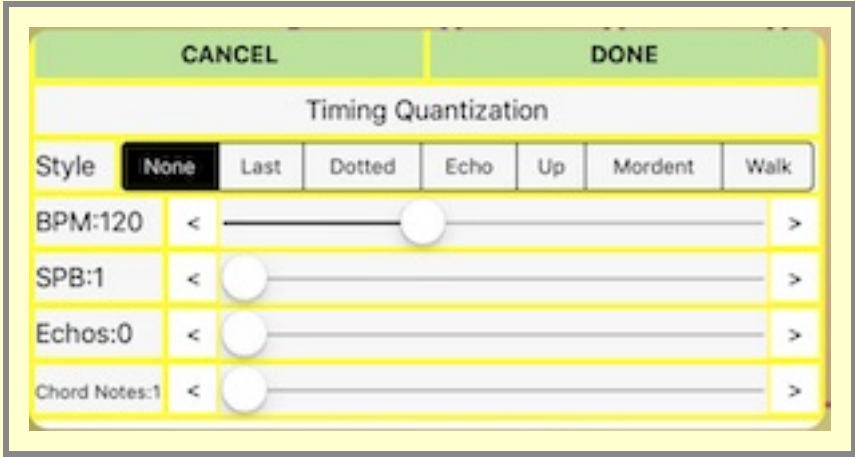 CANCEL DONE
Timing Quantization
Style None Last Dotted Echo Up Mordent Walk
BPM:120 < >
SPB:1 < >
Echos:0 < >
Chord Notes:1 < >